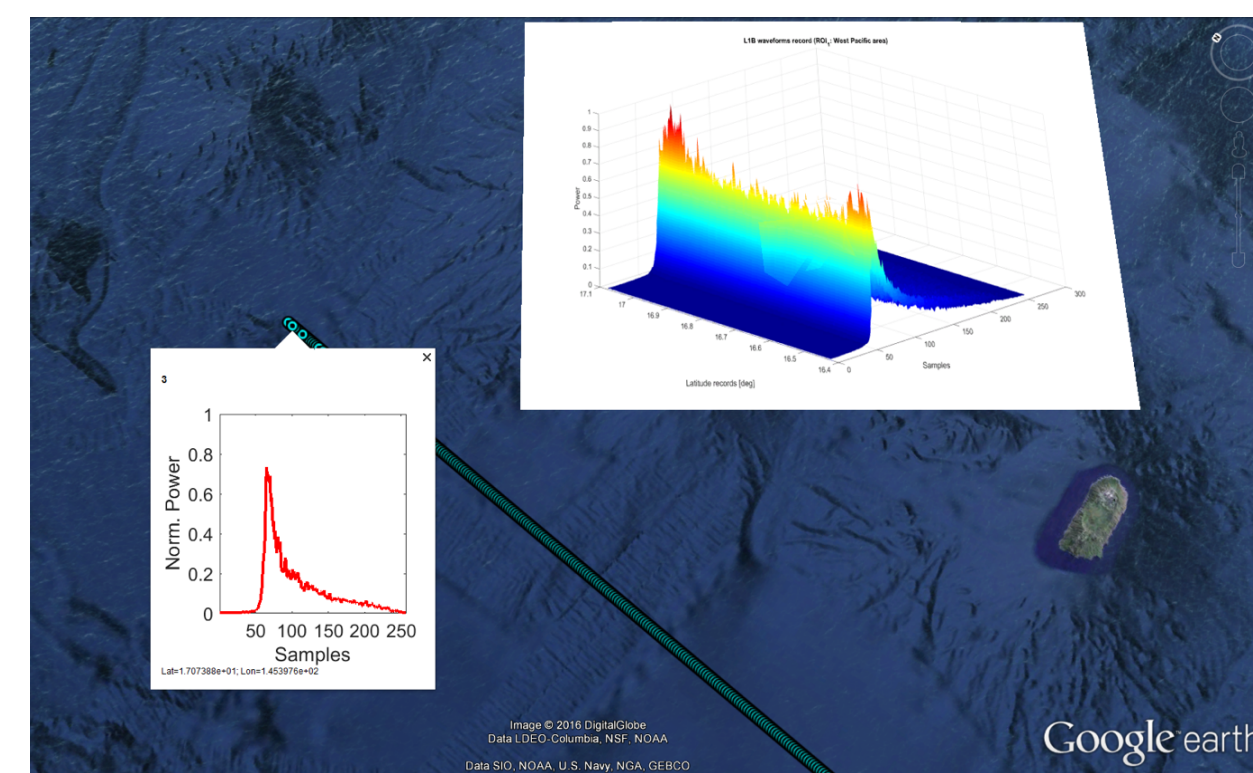 L1B waveforms record (ROI_1: West Pacific area)
1
0.9
0.8
0.7
0.6
0.5
0.4
0.3
0.2
0.1
0
Power
17.1
17
16.9
16.8
16.7
16.6
16.5
16.4
Latitude records [deg]
0
50
100
150
200
250
300
Samples
3
1
0.8
0.6
0.4
0.2
0
Norm. Power
50 100 150 200 250
Samples
Lat=1.707388e+01; Lon=1.453976e+02
Image © 2016 DigitalGlobe
Data LDEO-Columbia, NSF, NOAA
Data SIO, NOAA, U.S. Navy, NGA, GEBCO
Google earth